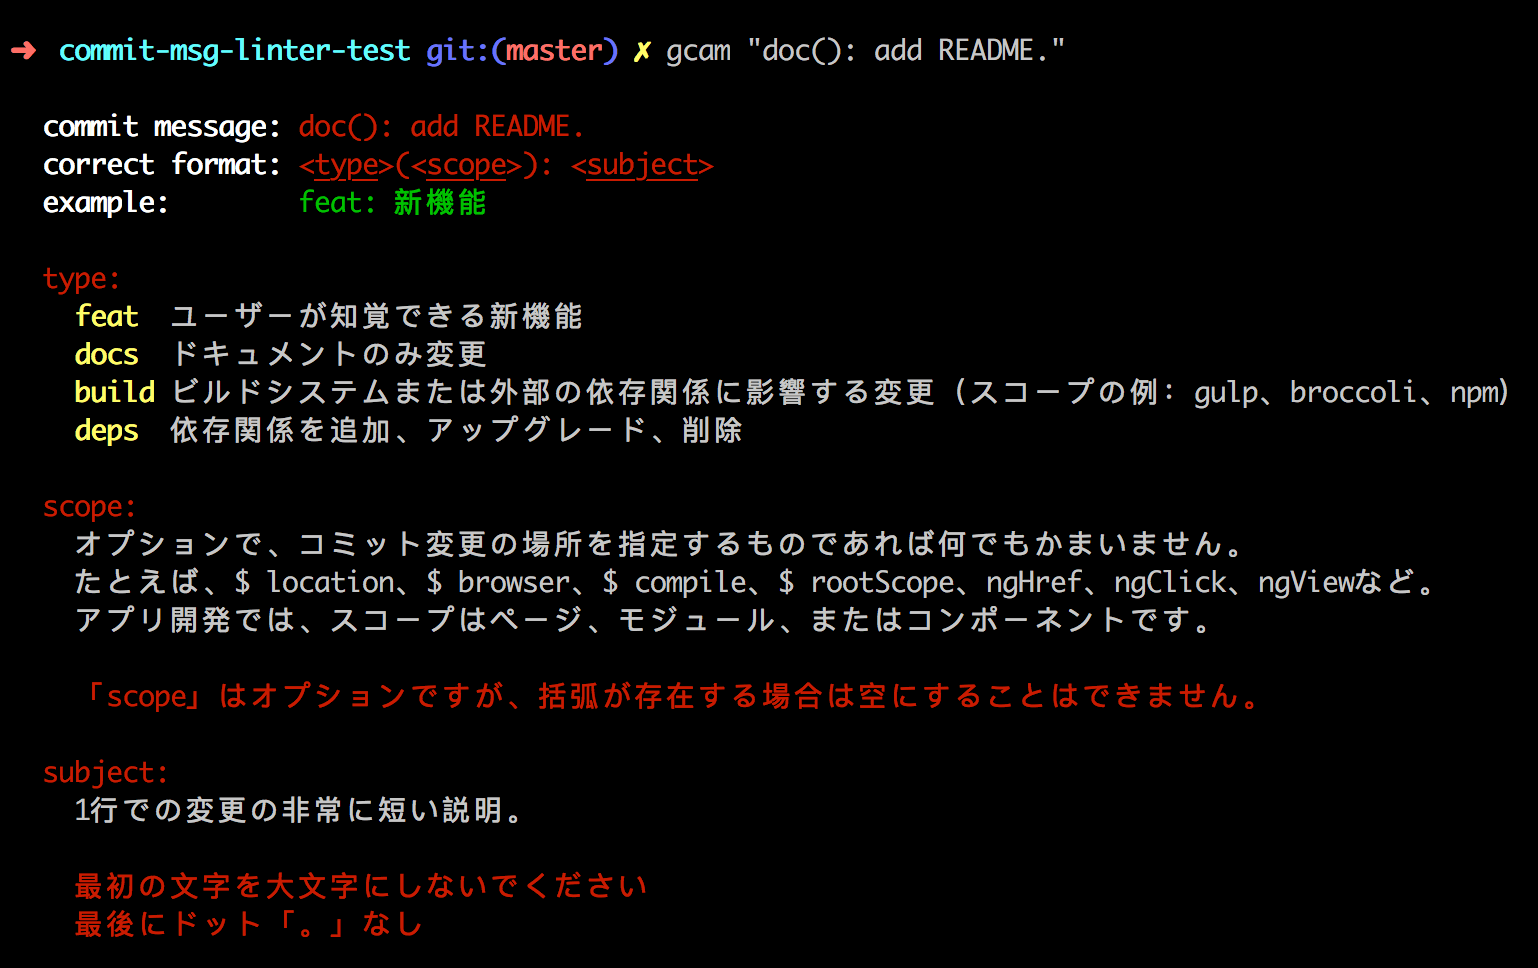 ➜ commit-msg-linter-test git:(master) ✗ gcam "doc(): add README."
commit message: doc(): add README.
correct format: <type>(<scope>): <subject>
example: feat: 新機能
type:
feat ユーザーが知覚できる新機能
docs ドキュメントのみ変更
build ビルドシステムまたは外部の依存関係に影響する変更（スコープの例：gulp、broccoli、npm）
deps 依存関係を追加、アップグレード、削除
scope:
オプションで、コミット変更の場所を指定するものであれば何でもかまいません。
たとえば、$ location、$ browser、$ compile、$ rootScope、ngHref、ngClick、ngViewなど。
アプリ開発では、スコープはページ、モジュール、またはコンポーネントです。
「scope」はオプションですが、括弧が存在する場合は空にすることはできません。
subject:
1行での変更の非常に短い説明。
最初の文字を大文字にしないでください
最後にドット「。」なし